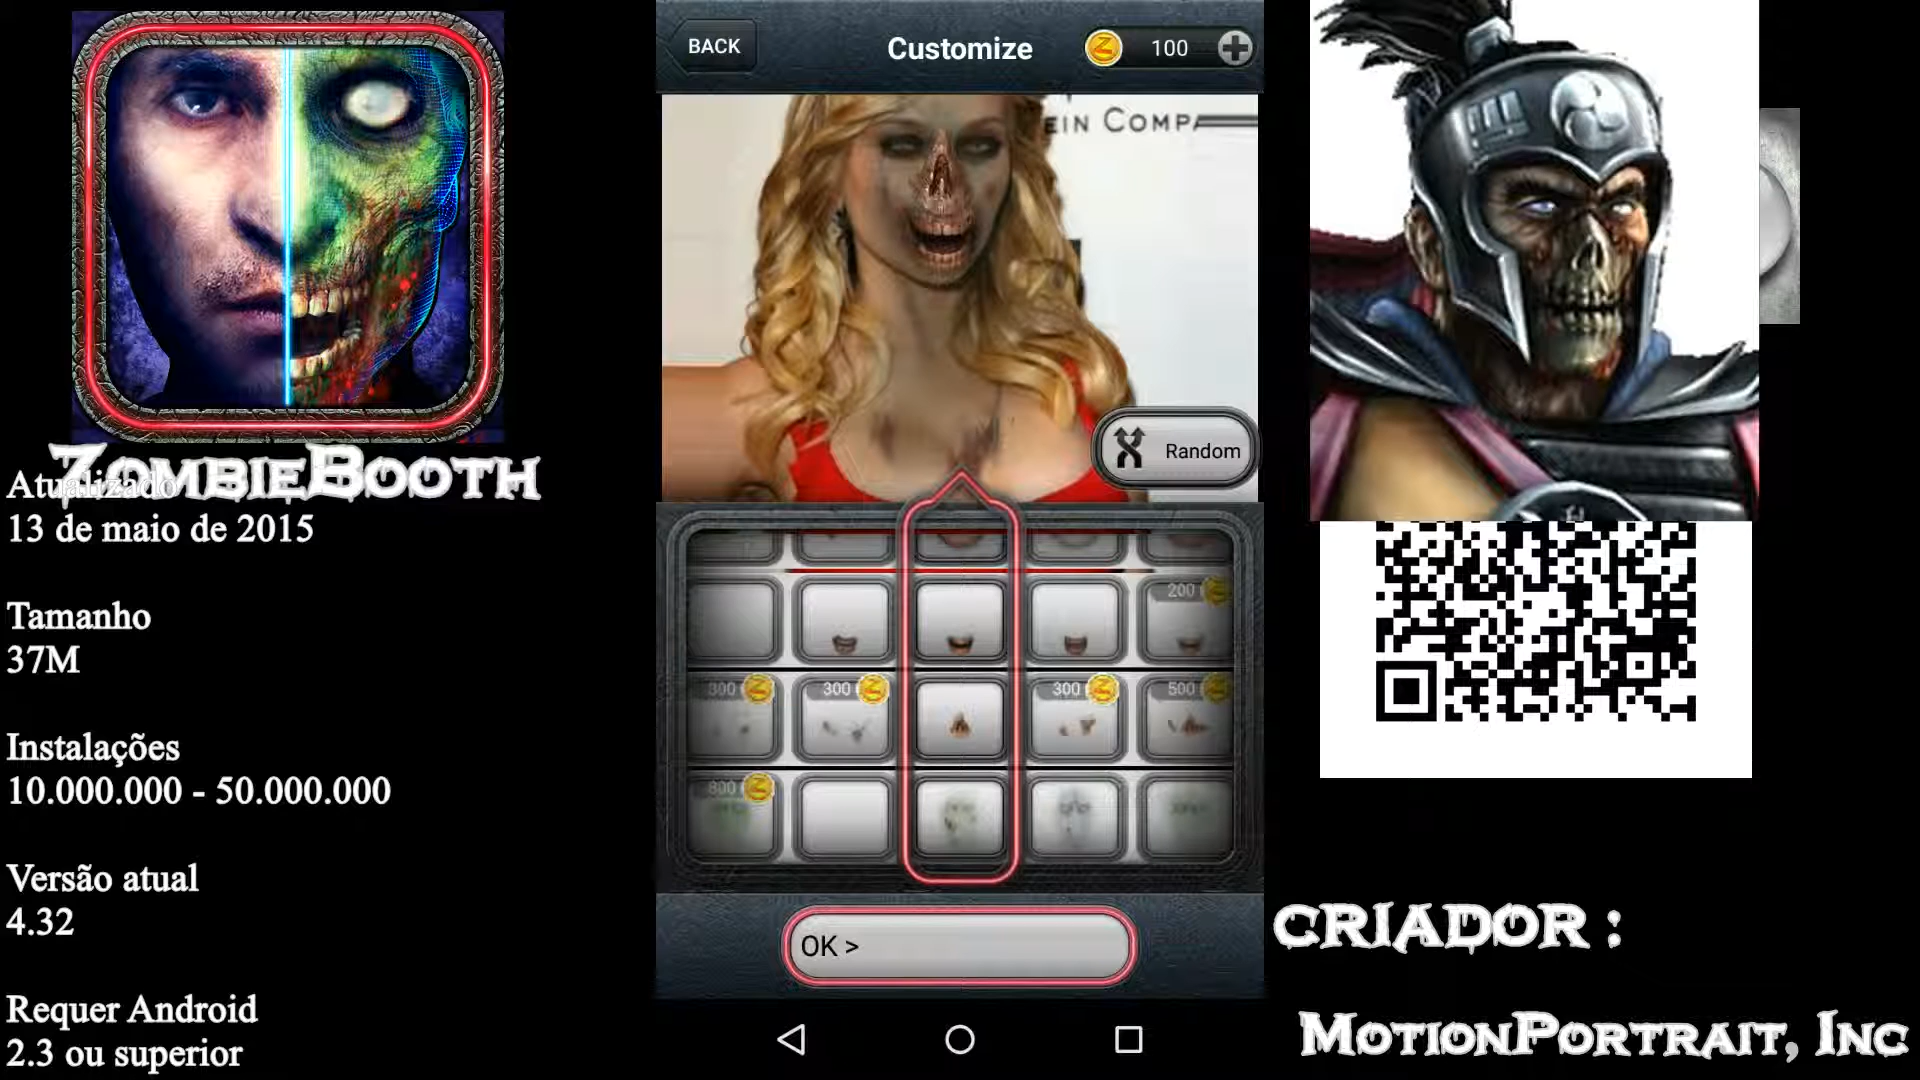 ZombieBooth
Atualizado
13 de maio de 2015
Tamanho
37M
Instalações
10.000.000 - 50.000.000
Versão atual
4.32
Requer Android
2.3 ou superior
BACK
Customize
100
EIN COMPA
Random
200
300
300
300
500
800
OK >
CRIADOR :
MotionPortrait, Inc